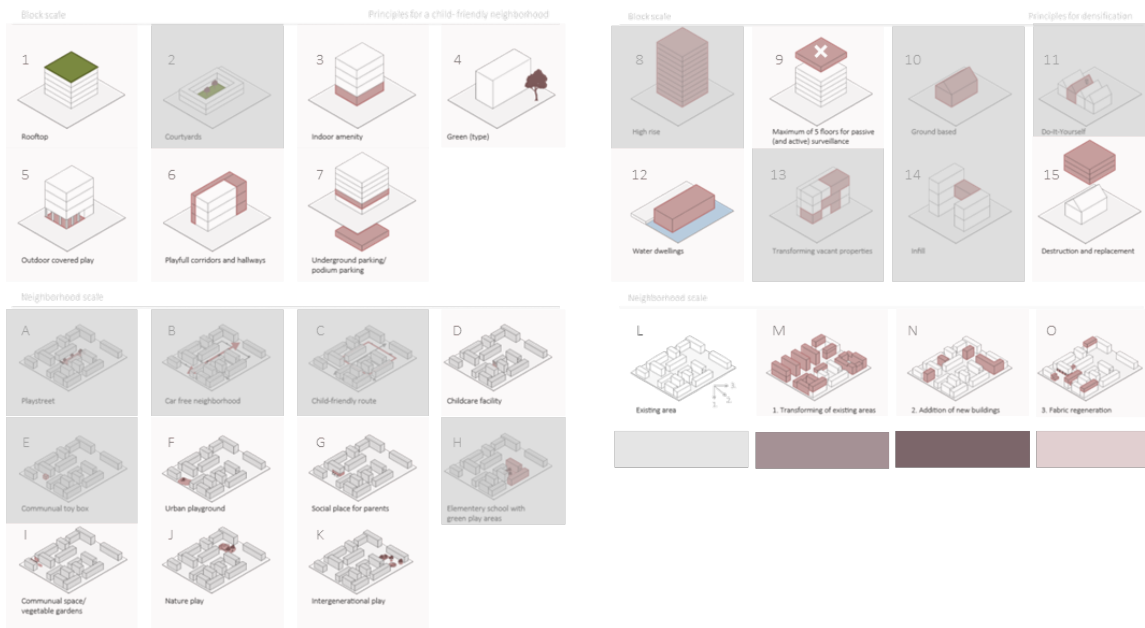 Block scale
Principles for a child-friendly neighborhood
1
2
3
4
Rooftop
Courtyards
Indoor amenity
Green (type)
5
6
7
Outdoor covered play
Playfull corridors and hallways
Underground parking/
podium parking
Neighborhood scale
A
B
C
D
Playstreet
Car free neighborhood
Child-friendly route
Childcare facility
E
F
G
H
Communual toy box
Urban playground
Social place for parents
Elementery school with
green play areas
I
J
K
Communual space/
vegetable gardens
Nature play
Intergenerational play
Block scale
Principles for densification
8
9
10
11
High rise
Maximum of 5 floors for passive
(and active) surveillance
Ground based
Do-It-Yourself
12
13
14
15
Water dwellings
Transforming vacant properties
Infill
Destruction and replacement
Neighborhood scale
L
M
N
O
3.
2.
1.
Existing area
1. Transforming of existing areas
2. Addition of new buildings
3. Fabric regeneration